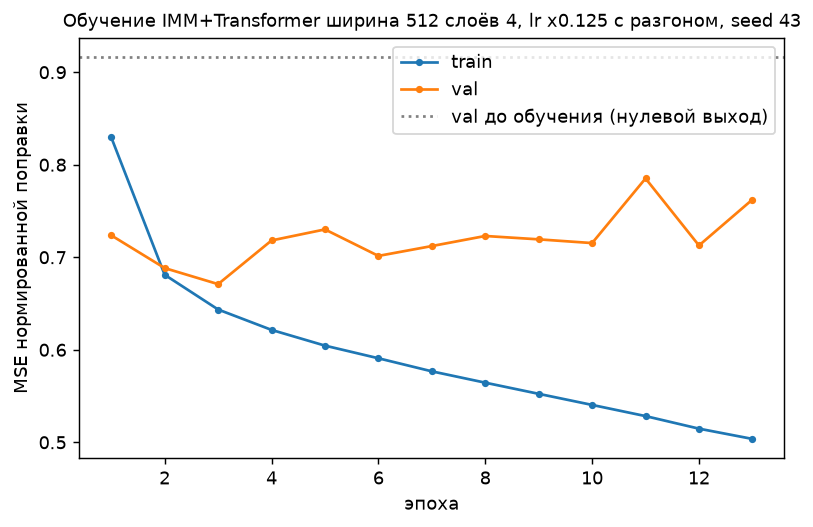 Обучение IMM+Transformer ширина 512 слоёв 4, lr x0.125 с разгоном, seed 43
MSE нормированной поправки
0.9
0.8
0.7
0.6
0.5
train
val
val до обучения (нулевой выход)
2
4
6
8
10
12
эпоха